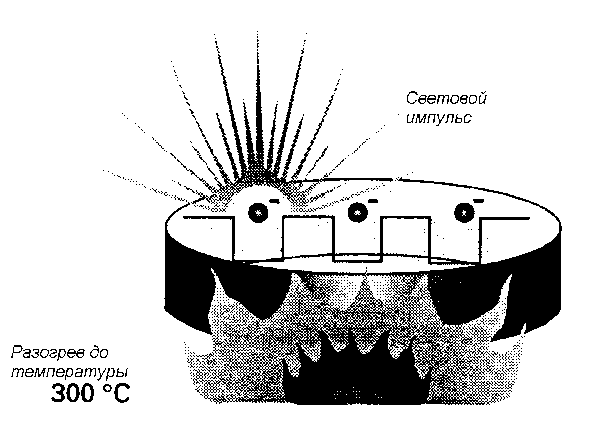 Световой
импульс
Разогрев до
температуры
300 °C